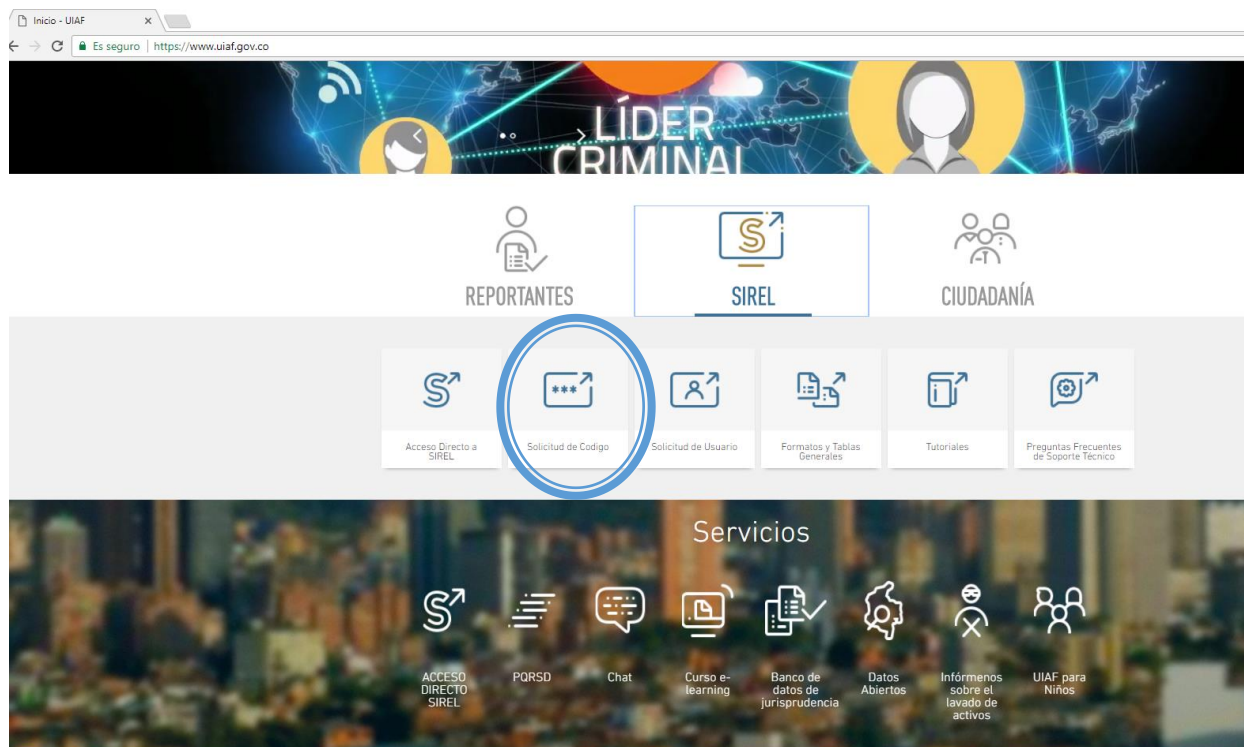 Inicio - UIAF
Es seguro | https://www.uiaf.gov.co
LÍDER
CRIMINAL
REPORTANTES
SIREL
CIUDADANÍA
Acceso Directo a
SIREL
Solicitud de Codigo
Solicitud de Usuario
Formatos y Tablas
Generales
Tutoriales
Preguntas Frecuentes
de Soporte Técnico
Servicios
ACCESO
DIRECTO
SIREL
PQRSD
Chat
Curso e-
learning
Banco de
datos de
jurisprudencia
Datos
Abiertos
Infórmenos
sobre el
lavado de
activos
UIAF para
Niños